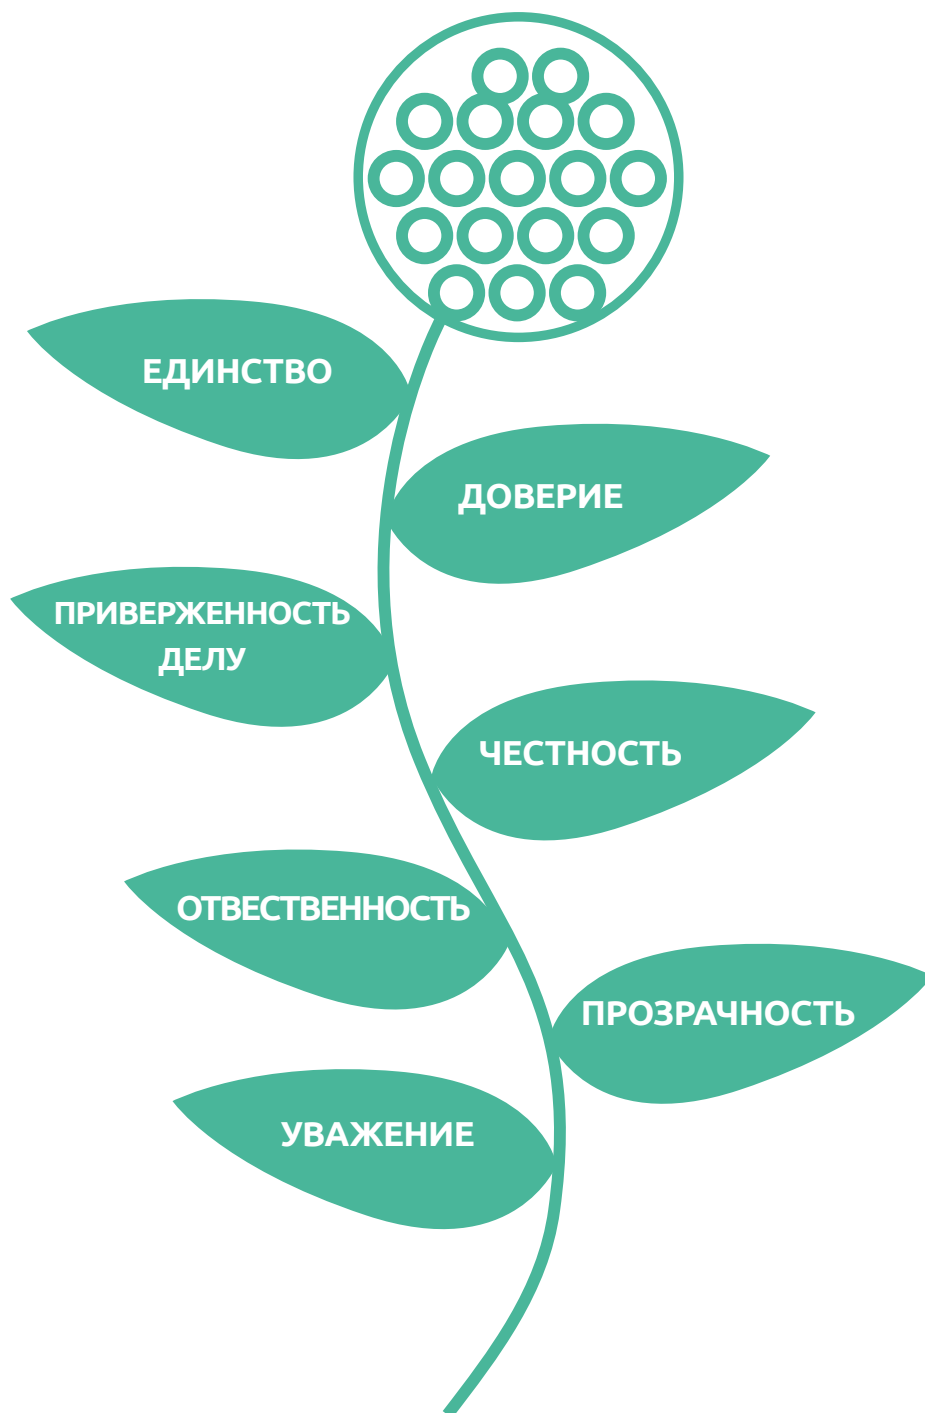 ЕДИНСТВО
ДОВЕРИЕ
ПРИВЕРЖЕННОСТЬ
ДЕЛУ
ЧЕСТНОСТЬ
ОТВЕСТВЕННОСТЬ
ПРОЗРАЧНОСТЬ
УВАЖЕНИЕ